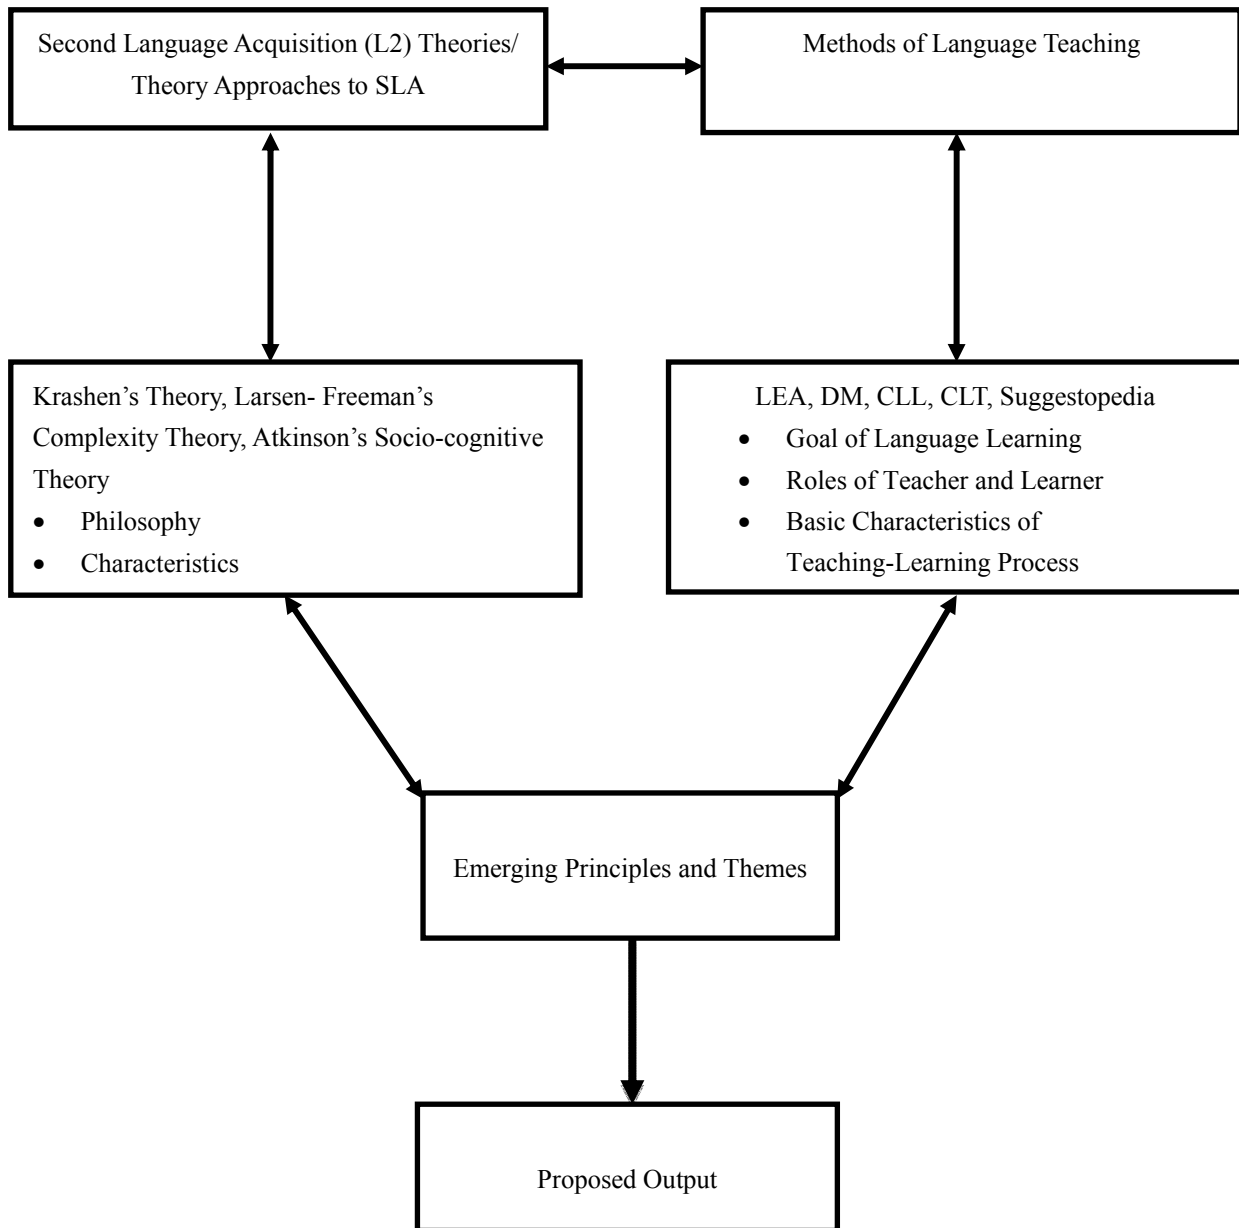 Second Language Acquisition (L2) Theories/
Theory Approaches to SLA
Methods of Language Teaching
Krashen’s Theory, Larsen- Freeman’s
Complexity Theory, Atkinson’s Socio-cognitive
Theory
• Philosophy
• Characteristics
LEA, DM, CLL, CLT, Suggestopedia
• Goal of Language Learning
• Roles of Teacher and Learner
• Basic Characteristics of
Teaching-Learning Process
Emerging Principles and Themes
Proposed Output